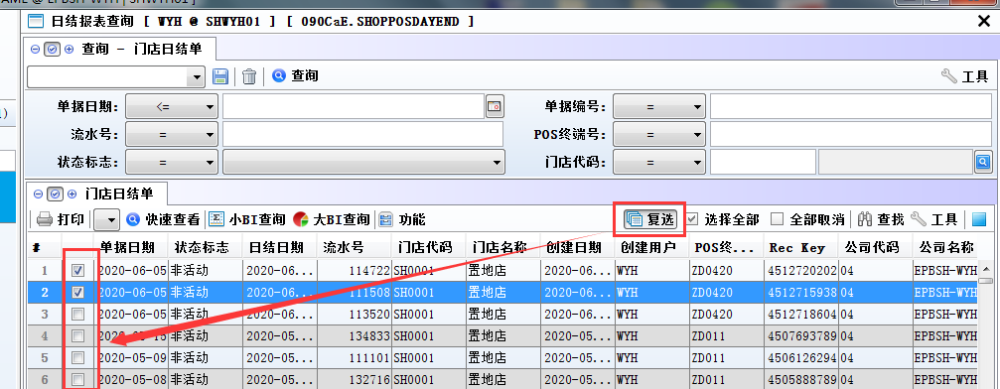 日结报表查询 [ WYH @ SHWYH01 ] [ 090CaE.SHOPPOSDAYEND ]
查询 - 门店日结单
查询 工具
单据日期: <= 单据编号: =
流水号: = POS终端号: =
状态标志: = 门店代码: =
门店日结单
打印 快速查看 小BI查询 大BI查询 功能 复选 选择全部 全部取消 查找 工具
# 单据日期 状态标志 日结日期 流水号 门店代码 门店名称 创建日期 创建用户 POS终... Rec Key 公司代码 公司名称
1 2020-06-05 非活动 2020-06... 114722 SH0001 置地店 2020-06... WYH ZD0420 4512720202 04 EPBSH-WYH
2 2020-06-05 非活动 2020-06... 111508 SH0001 置地店 2020-06... WYH ZD0420 4512715938 04 EPBSH-WYH
3 2020-06-05 非活动 2020-06... 113520 SH0001 置地店 2020-06... WYH ZD0420 4512718604 04 EPBSH-WYH
4 非活动 2020-05... 134833 SH0001 置地店 2020-05... WYH ZD011 4507693789 04 EPBSH-WYH
5 2020-05-09 非活动 2020-05... 111101 SH0001 置地店 2020-05... WYH ZD011 4506126294 04 EPBSH-WYH
6 2020-05-08 非活动 2020-05... 132716 SH0001 置地店 2020-05... WYH ZD011 4505888789 04 EPBSH-WYH